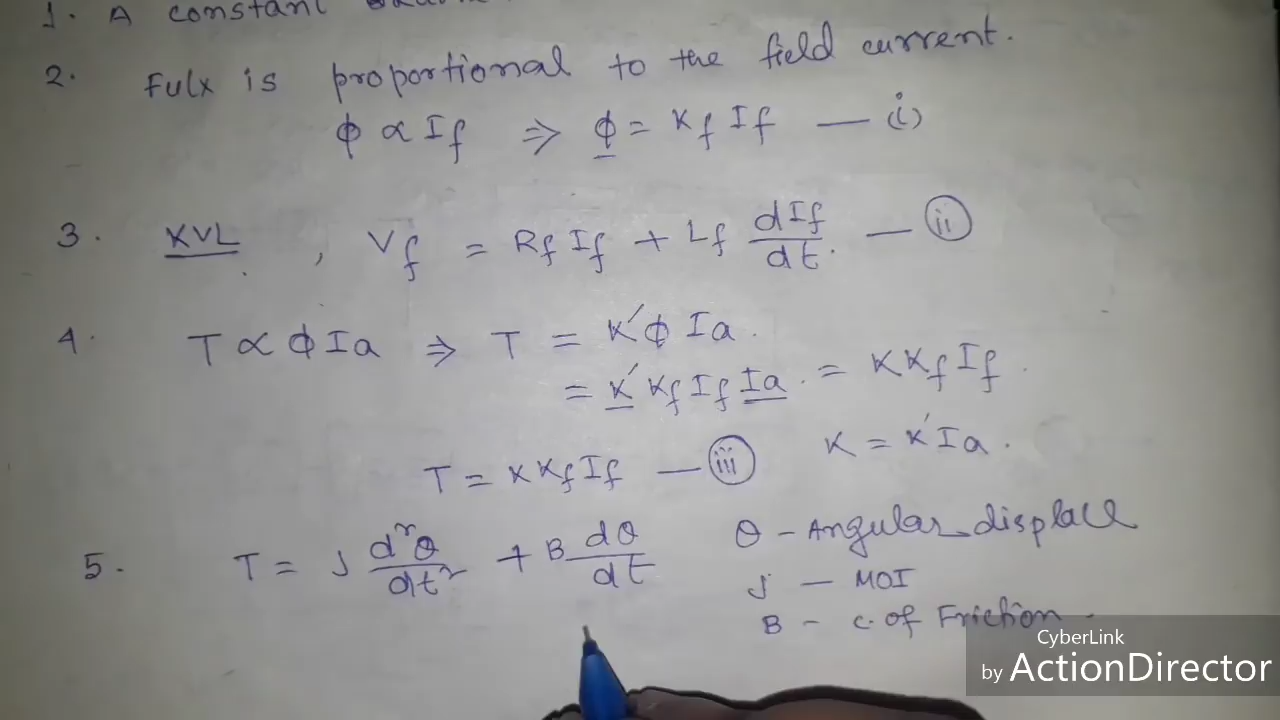 1. A constant
2. Fulx is proportional to the field current.
ϕ ∝ If ⇒ ϕ = Kf If — (i)
3. KVL , Vf = Rf If + Lf dIf/dt. — (ii)
4. T ∝ ϕ Ia ⇒ T = K'ϕ Ia.
= K' Kf If Ia. = K Kf If.
T = K Kf If — (iii) K = K' Ia.
5. T = J d²θ/dt² + B dθ/dt θ - Angular displace
J — MOI
B - c. of Friction -
CyberLink
by ActionDirector